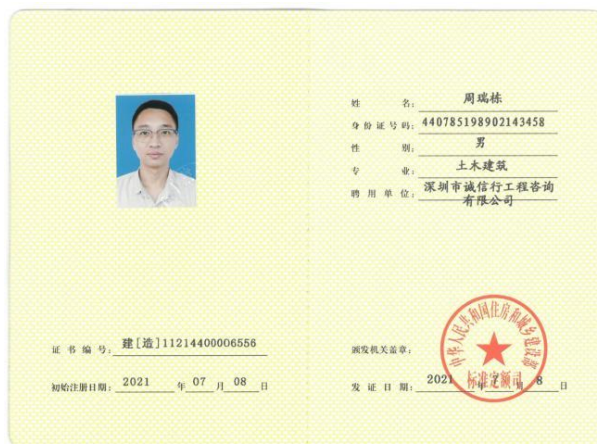 姓 名：周瑞栋
身份证号码：440785198902143458
性 别：男
专 业：土木建筑
聘用单位：深圳市诚信行工程咨询
有限公司
证书编号：建[造]11214400006556
初始注册日期：2021 年 07 月 08 日
颁发机关盖章：
中华人民共和国住房和城乡建设部
标准定额司
发证日期：2021 年 7 月 8 日